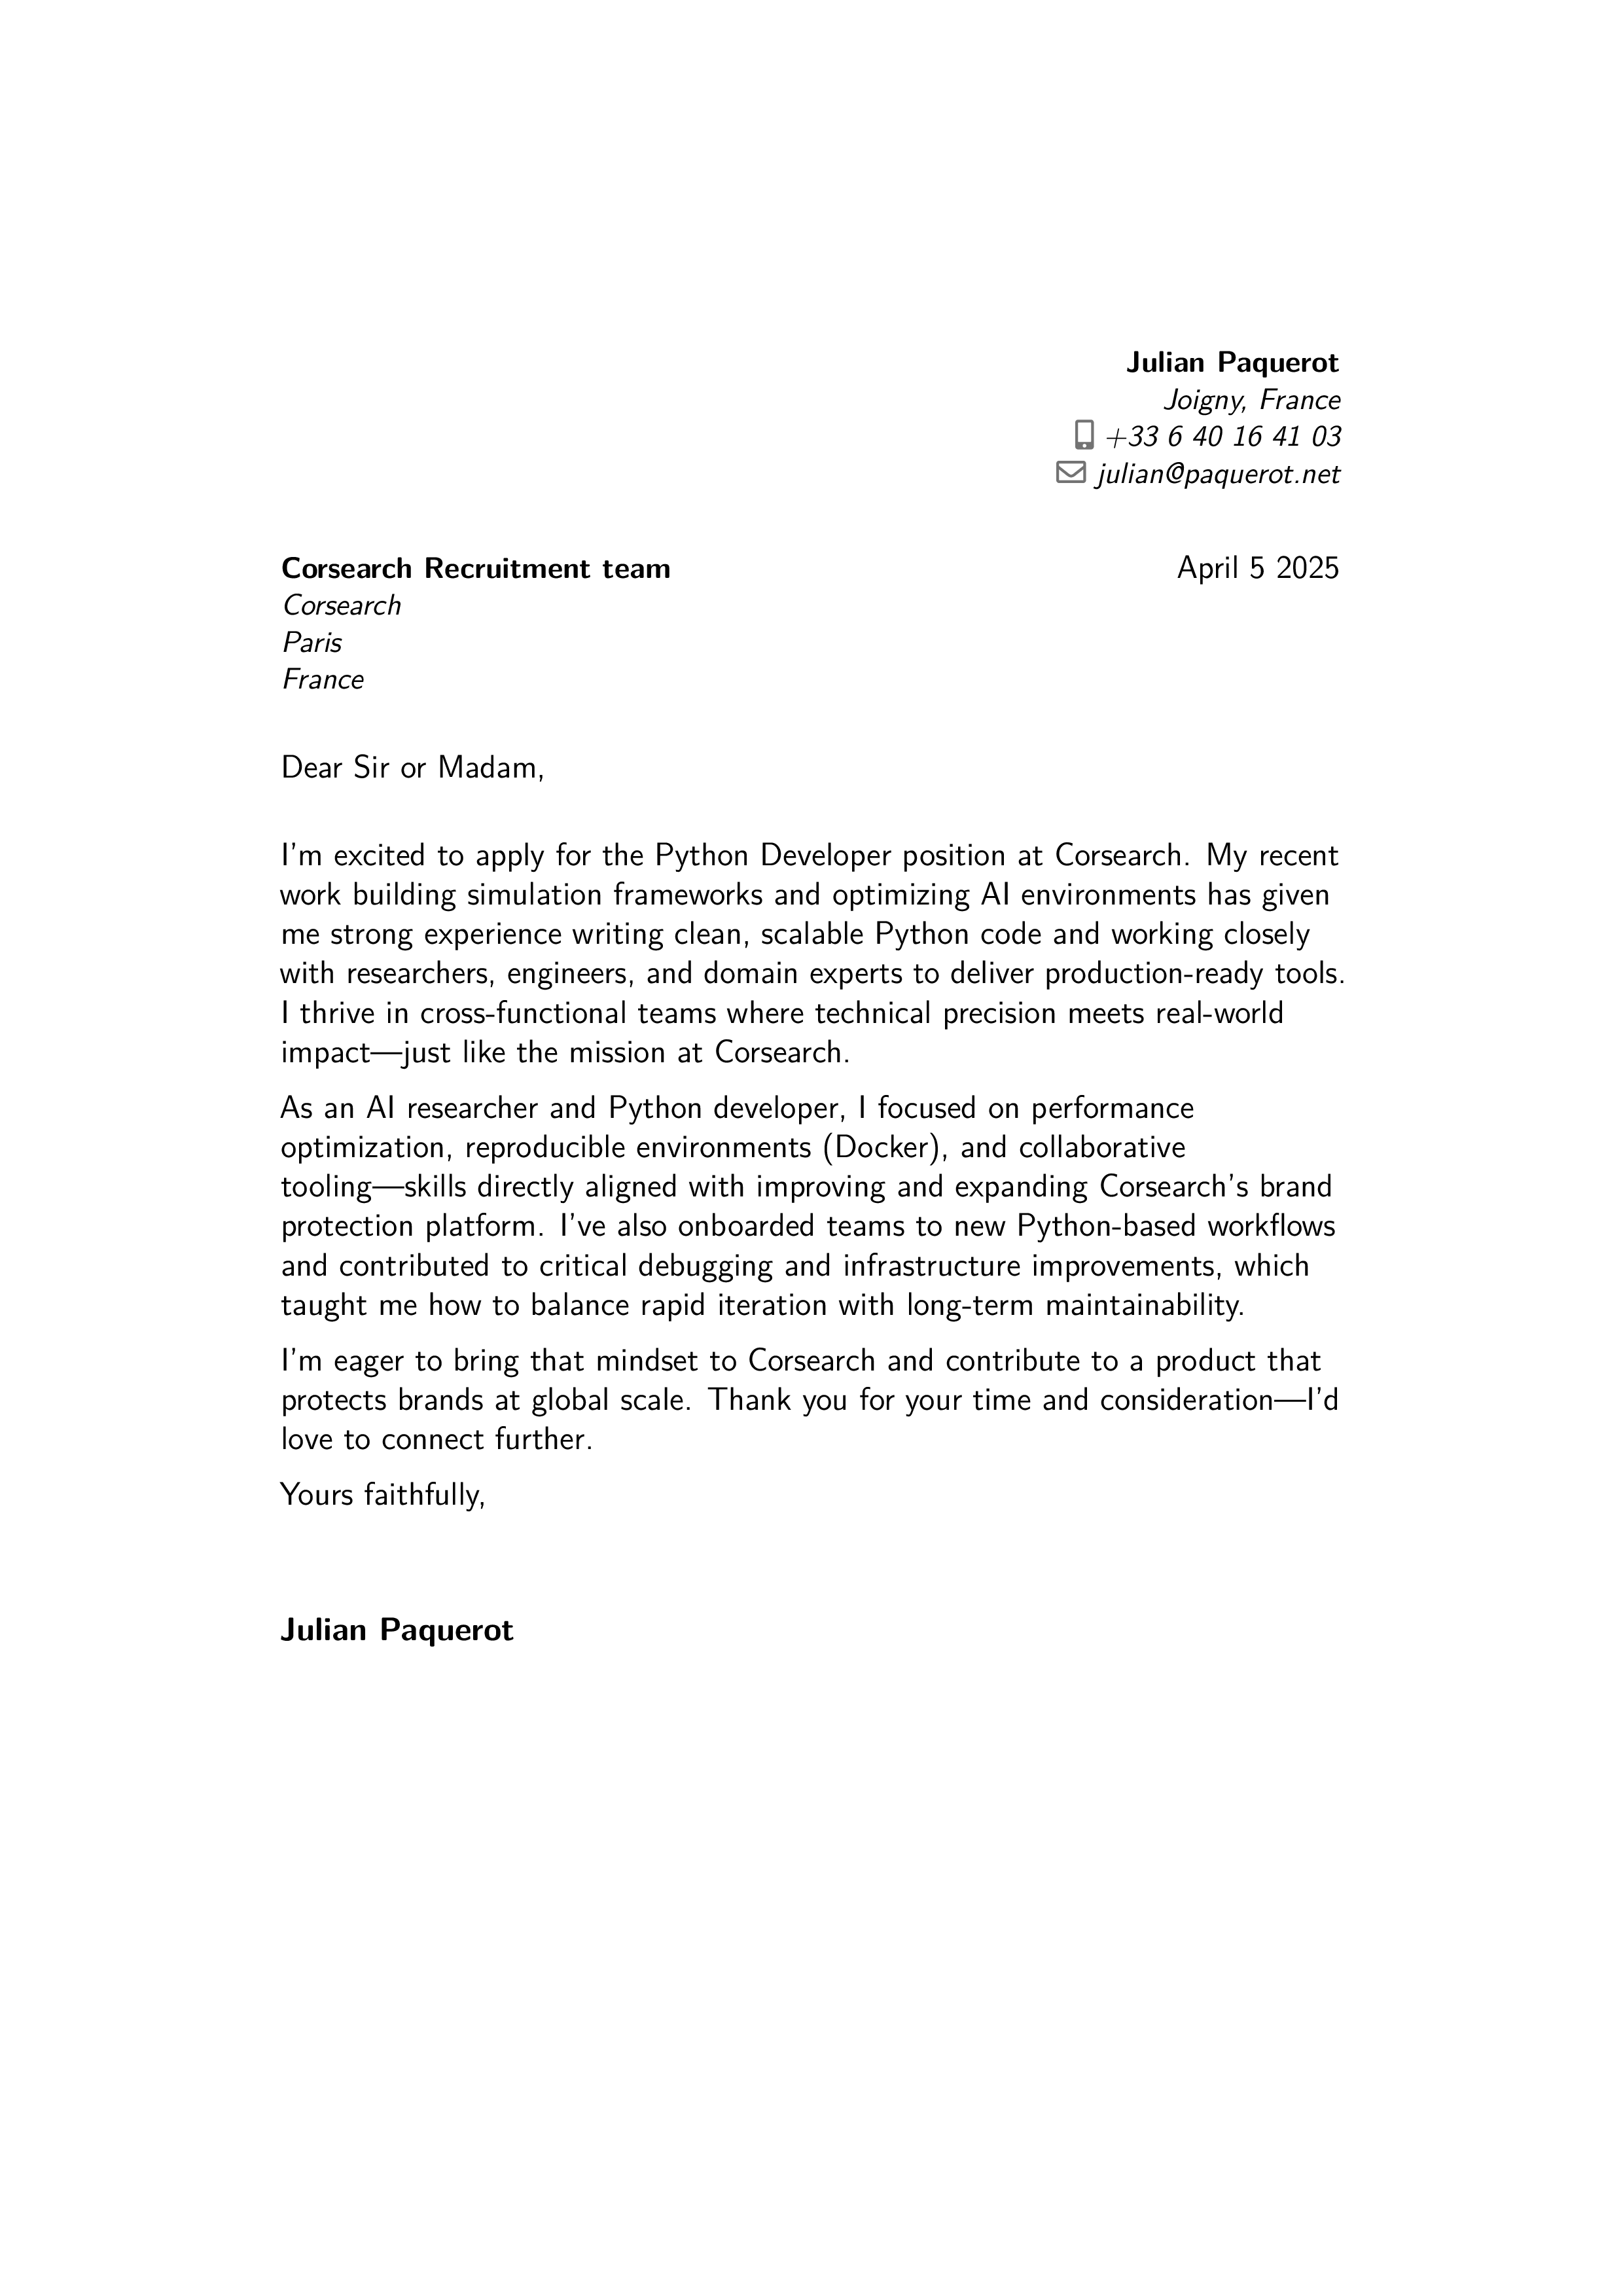 Julian Paquerot
Joigny, France
+33 6 40 16 41 03
julian@paquerot.net
Corsearch Recruitment team
April 5 2025
Corsearch
Paris
France
Dear Sir or Madam,
I'm excited to apply for the Python Developer position at Corsearch. My recent
work building simulation frameworks and optimizing AI environments has given
me strong experience writing clean, scalable Python code and working closely
with researchers, engineers, and domain experts to deliver production-ready tools.
I thrive in cross-functional teams where technical precision meets real-world
impact—just like the mission at Corsearch.
As an AI researcher and Python developer, I focused on performance
optimization, reproducible environments (Docker), and collaborative
tooling—skills directly aligned with improving and expanding Corsearch's brand
protection platform. I've also onboarded teams to new Python-based workflows
and contributed to critical debugging and infrastructure improvements, which
taught me how to balance rapid iteration with long-term maintainability.
I'm eager to bring that mindset to Corsearch and contribute to a product that
protects brands at global scale. Thank you for your time and consideration—I'd
love to connect further.
Yours faithfully,
Julian Paquerot